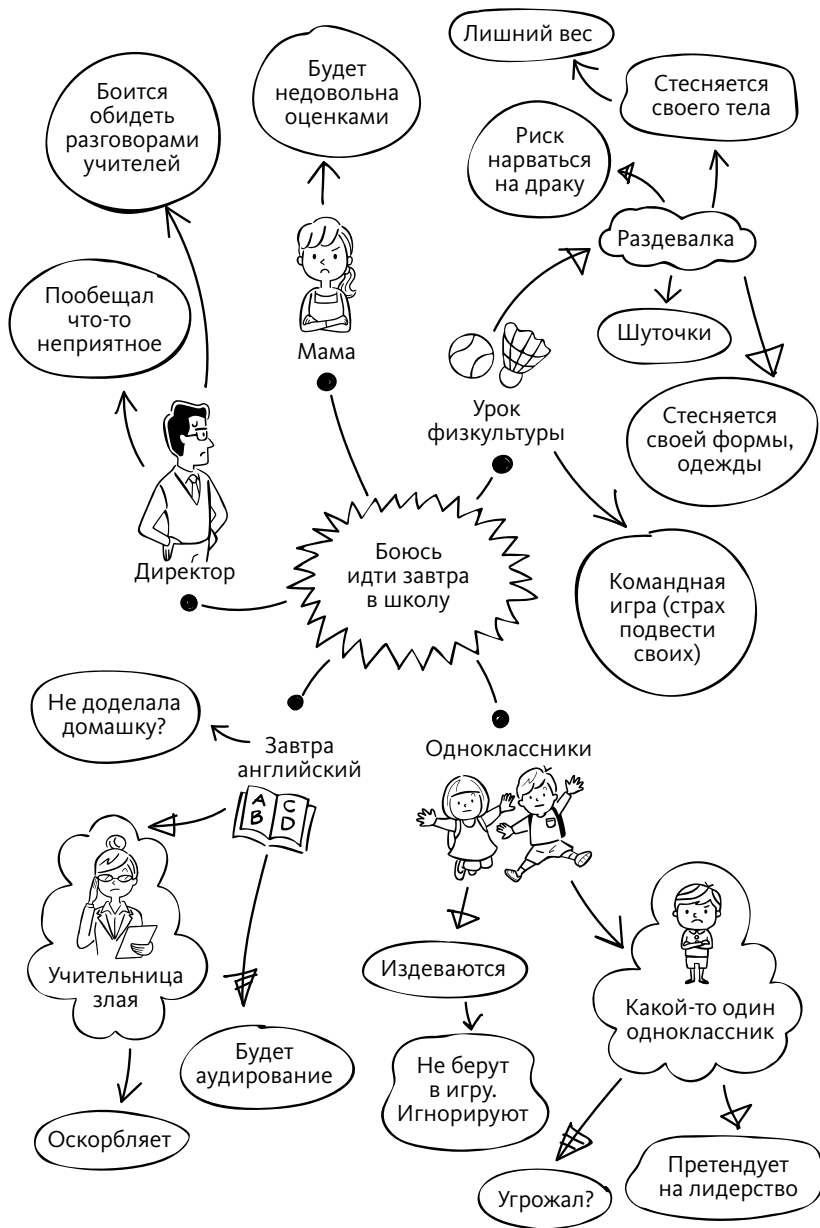 Лишний вес
Стесняется
своего тела
Будет
недовольна
оценками
Боится
обидеть
разговорами
учителей
Риск
нарваться
на драку
Раздевалка
Пообещал
что-то
неприятное
Мама
Шуточки
Урок
физкультуры
Стесняется
своей формы,
одежды
Директор
Боюсь
идти завтра
в школу
Командная
игра (страх
подвести
своих)
Не доделала
домашку?
Завтра
английский
A
B
C
D
Одноклассники
Учительница
злая
Издеваются
Какой-то один
одноклассник
Будет
аудирование
Не берут
в игру.
Игнорируют
Оскорбляет
Угрожал?
Претендует
на лидерство